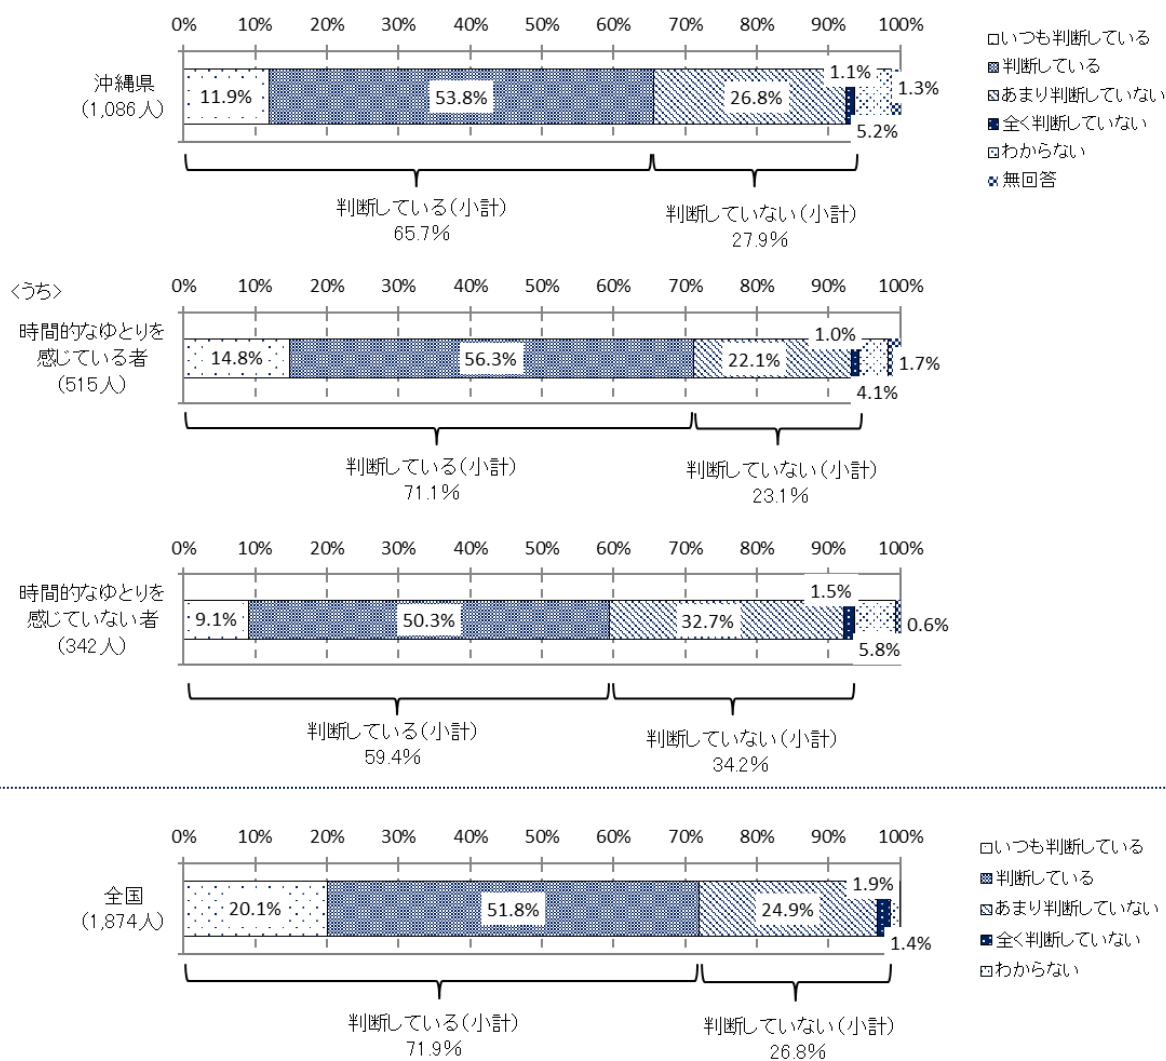 0% 10% 20% 30% 40% 50% 60% 70% 80% 90% 100%
沖縄県
(1,086人)
11.9% 53.8% 26.8% 1.1% 5.2% 1.3%
判断している(小計)
65.7%
判断していない(小計)
27.9%
いつも判断している
判断している
あまり判断していない
全く判断していない
わからない
無回答
<うち>
0% 10% 20% 30% 40% 50% 60% 70% 80% 90% 100%
時間的なゆとりを
感じている者
(515人)
14.8% 56.3% 22.1% 1.0% 4.1% 1.7%
判断している(小計)
71.1%
判断していない(小計)
23.1%
0% 10% 20% 30% 40% 50% 60% 70% 80% 90% 100%
時間的なゆとりを
感じていない者
(342人)
9.1% 50.3% 32.7% 1.5% 5.8% 0.6%
判断している(小計)
59.4%
判断していない(小計)
34.2%
0% 10% 20% 30% 40% 50% 60% 70% 80% 90% 100%
全国
(1,874人)
20.1% 51.8% 24.9% 1.9% 1.4%
判断している(小計)
71.9%
判断していない(小計)
26.8%
いつも判断している
判断している
あまり判断していない
全く判断していない
わからない